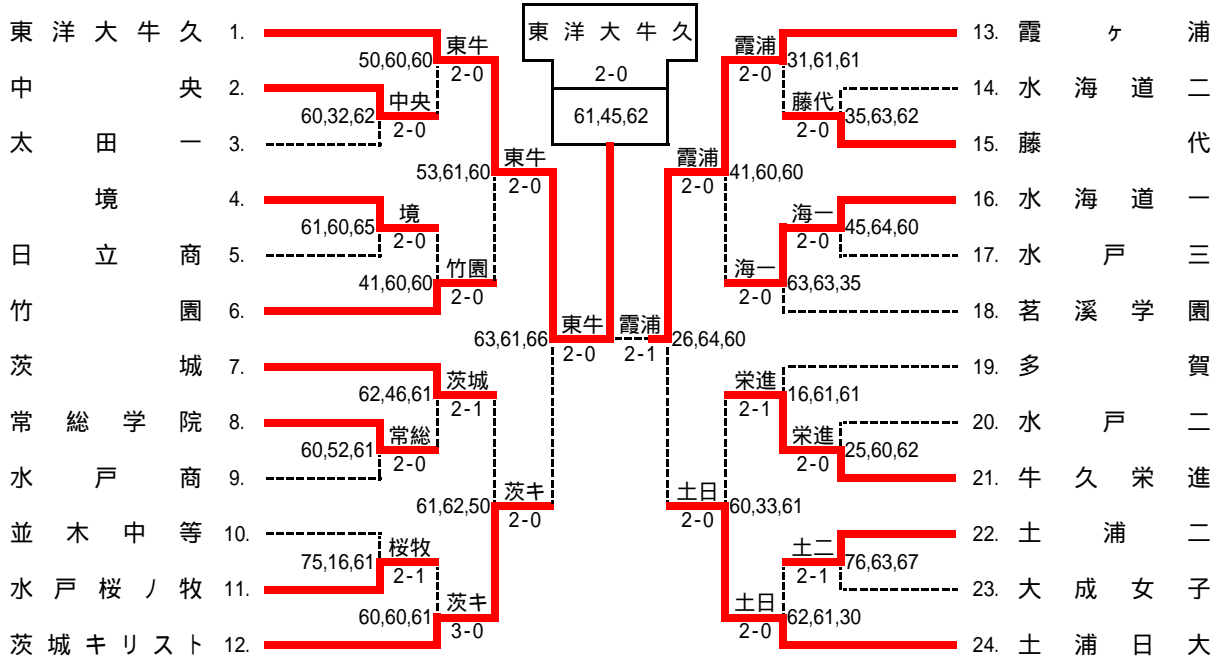 東洋大牛久
2-0
61,45,62
東洋大牛久 1.
中央 2.
太田一 3.
境 4.
日立商 5.
竹園 6.
茨城 7.
常総学院 8.
水戸商 9.
並木中等 10.
水戸桜ノ牧 11.
茨城キリスト 12.
60,32,62
中央
2-0
61,60,65
境
2-0
60,52,61
常総
2-0
75,16,61
桜牧
2-1
50,60,60
東牛
2-0
41,60,60
竹園
2-0
62,46,61
茨城
2-1
60,60,61
茨キ
3-0
53,61,60
東牛
2-0
61,62,50
茨キ
2-0
63,61,66
東牛
2-0
霞浦
2-1
26,64,60
霞浦
2-0
41,60,60
土日
2-0
60,33,61
霞浦
2-0
31,61,61
海一
2-0
63,63,35
栄進
2-1
16,61,61
土日
2-0
62,61,30
藤代
2-0
35,63,62
海一
2-0
45,64,60
栄進
2-0
25,60,62
土二
2-1
76,63,67
13. 霞ヶ浦
14. 水海道二
15. 藤代
16. 水海道一
17. 水戸三
18. 茗溪学園
19. 多賀
20. 水戸二
21. 牛久栄進
22. 土浦二
23. 大成女子
24. 土浦日大